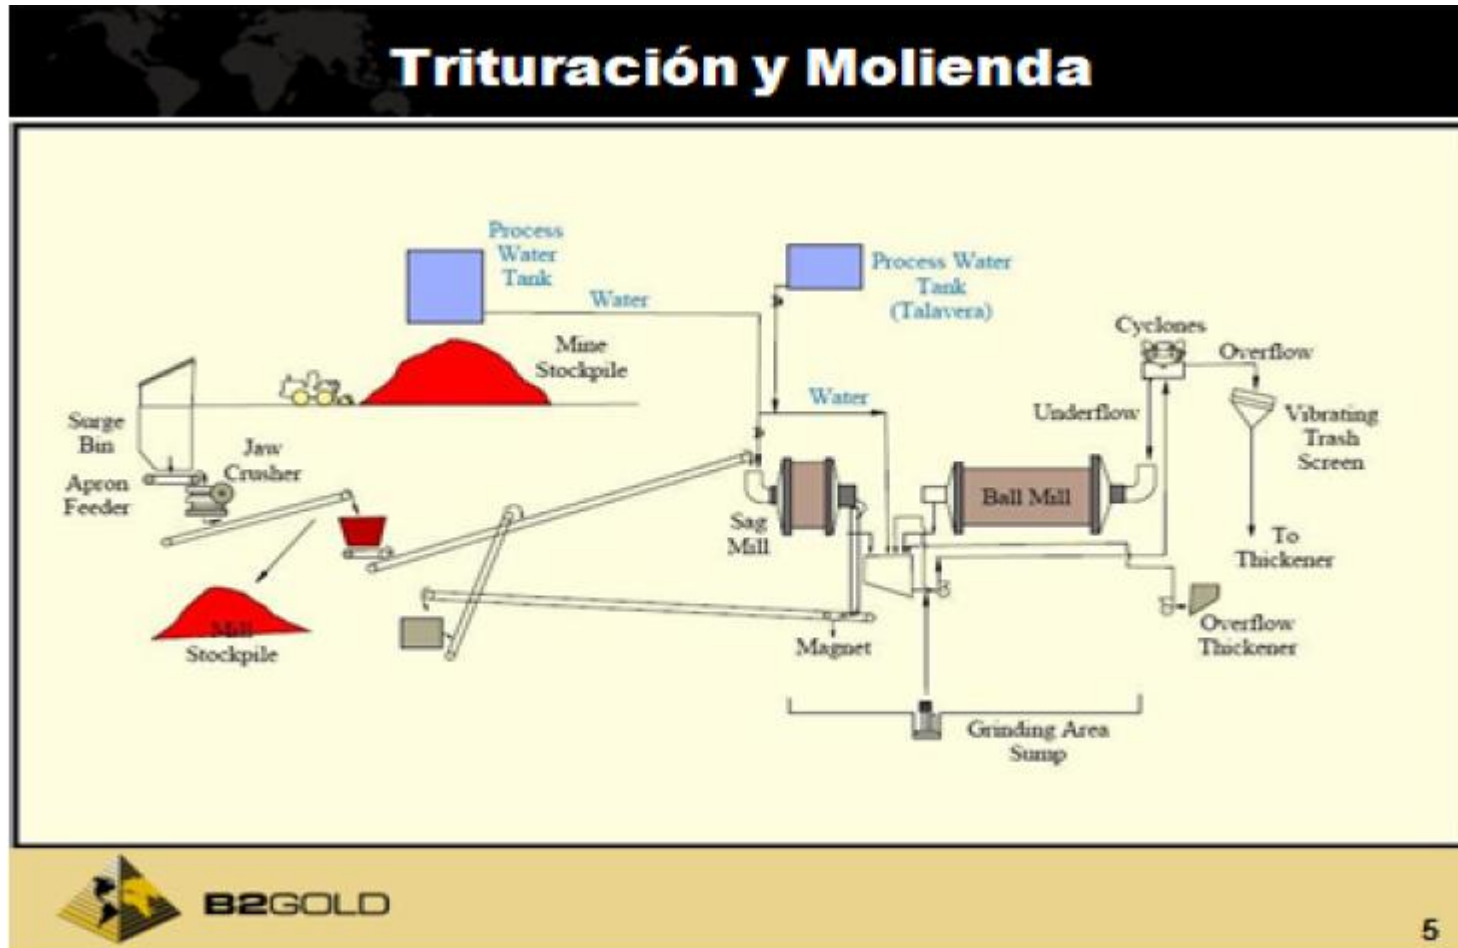 Trituración y Molienda
Process
Water
Tank
Water
Process Water
Tank
(Talavera)
Mine
Stockpile
Cyclones
Overflow
Water
Underflow
Vibrating
Trash
Screen
Surge
Bin
Jaw
Crusher
Apron
Feeder
Sag
Mill
Ball Mill
To
Thickener
Mill
Stockpile
Magnet
Overflow
Thickener
Grinding Area
Sump
B2GOLD
5